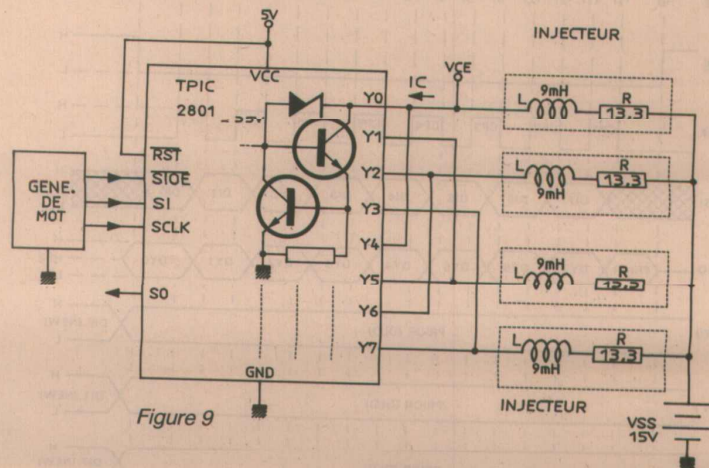 5V
INJECTEUR
VCC
TPIC
2801
VCE
IC
Y0
Y1
Y2
Y3
Y4
Y5
Y6
Y7
L
9mH
R
13.3
RST
SIOE
SI
SCLK
SO
GENE.
DE
MOT
L
9mH
R
13.3
L
9mH
R
L
9mH
R
13.3
GND
Figure 9
INJECTEUR
VSS
15V